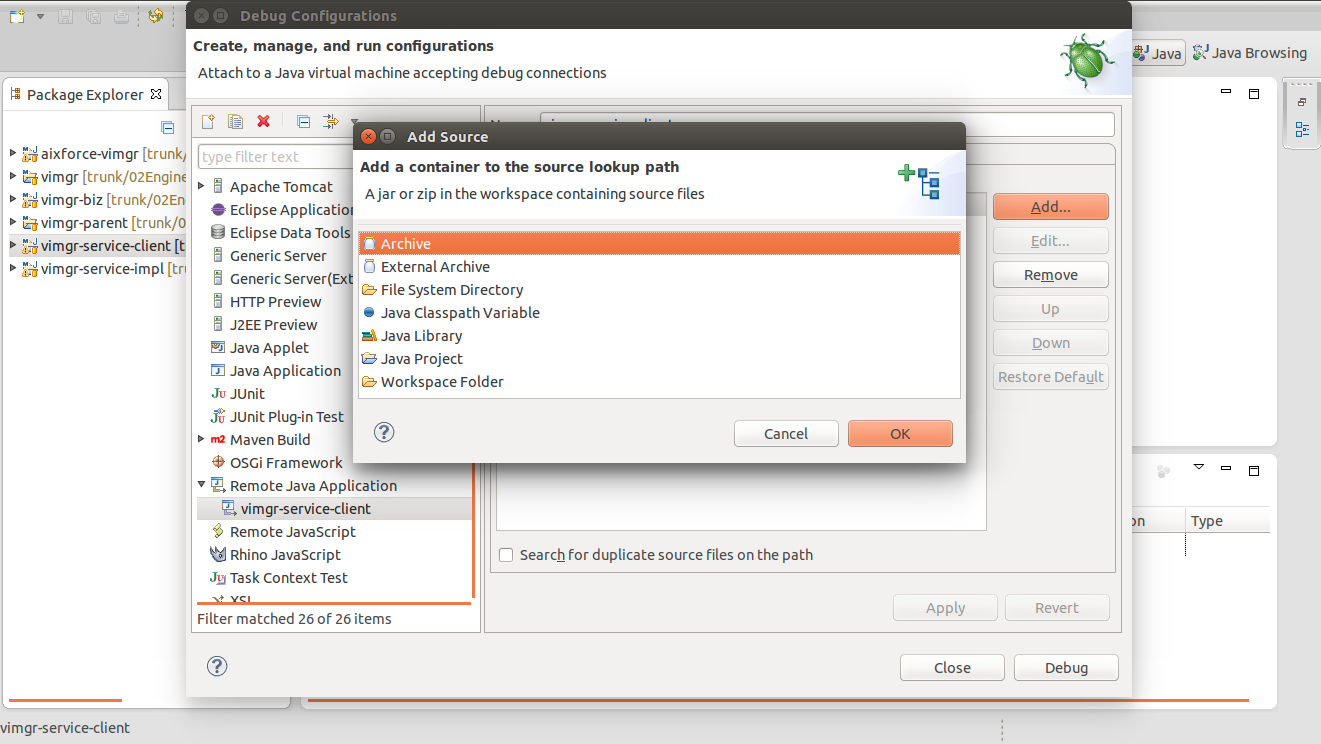 Debug Configurations
Create, manage, and run configurations
Attach to a Java virtual machine accepting debug connections
Java
Java Browsing
Package Explorer
aixforce-vimgr [trunk/
vimgr [trunk/02Engine
vimgr-biz [trunk/02En
vimgr-parent [trunk/0
vimgr-service-client [t
vimgr-service-impl [tru
type filter text
Apache Tomcat
Eclipse Application
Eclipse Data Tools
Generic Server
Generic Server(Ext
HTTP Preview
J2EE Preview
Java Applet
Java Application
JUnit
JUnit Plug-in Test
Maven Build
OSGi Framework
Remote Java Application
vimgr-service-client
Remote JavaScript
Rhino JavaScript
Task Context Test
XSL
Filter matched 26 of 26 items
Add Source
Add a container to the source lookup path
A jar or zip in the workspace containing source files
Archive
External Archive
File System Directory
Java Classpath Variable
Java Library
Java Project
Workspace Folder
Cancel
OK
Add...
Edit...
Remove
Up
Down
Restore Default
Search for duplicate source files on the path
Apply
Revert
Close
Debug
on
Type
vimgr-service-client